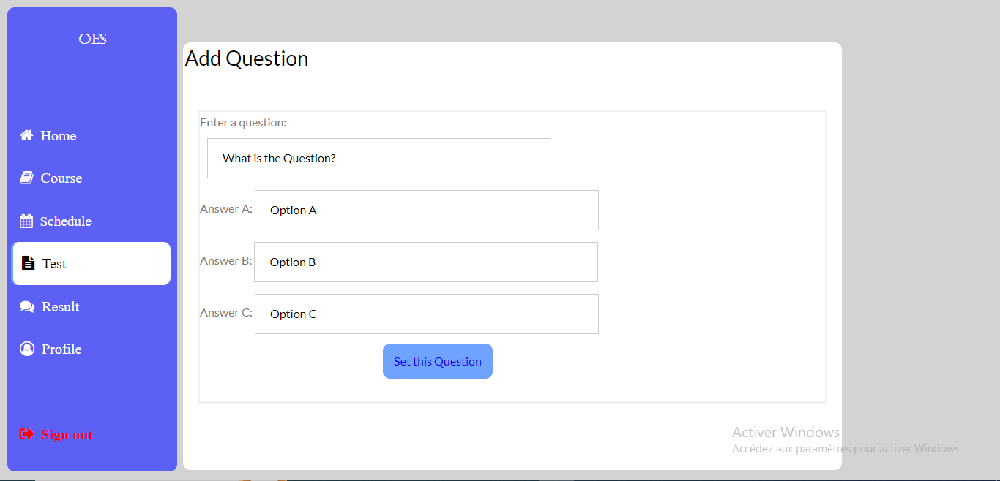 OES
Home
Course
Schedule
Test
Result
Profile
Sign out
Add Question
Enter a question:
What is the Question?
Answer A: Option A
Answer B: Option B
Answer C: Option C
Set this Question
Activer Windows
Accédez aux paramètres pour activer Windows.